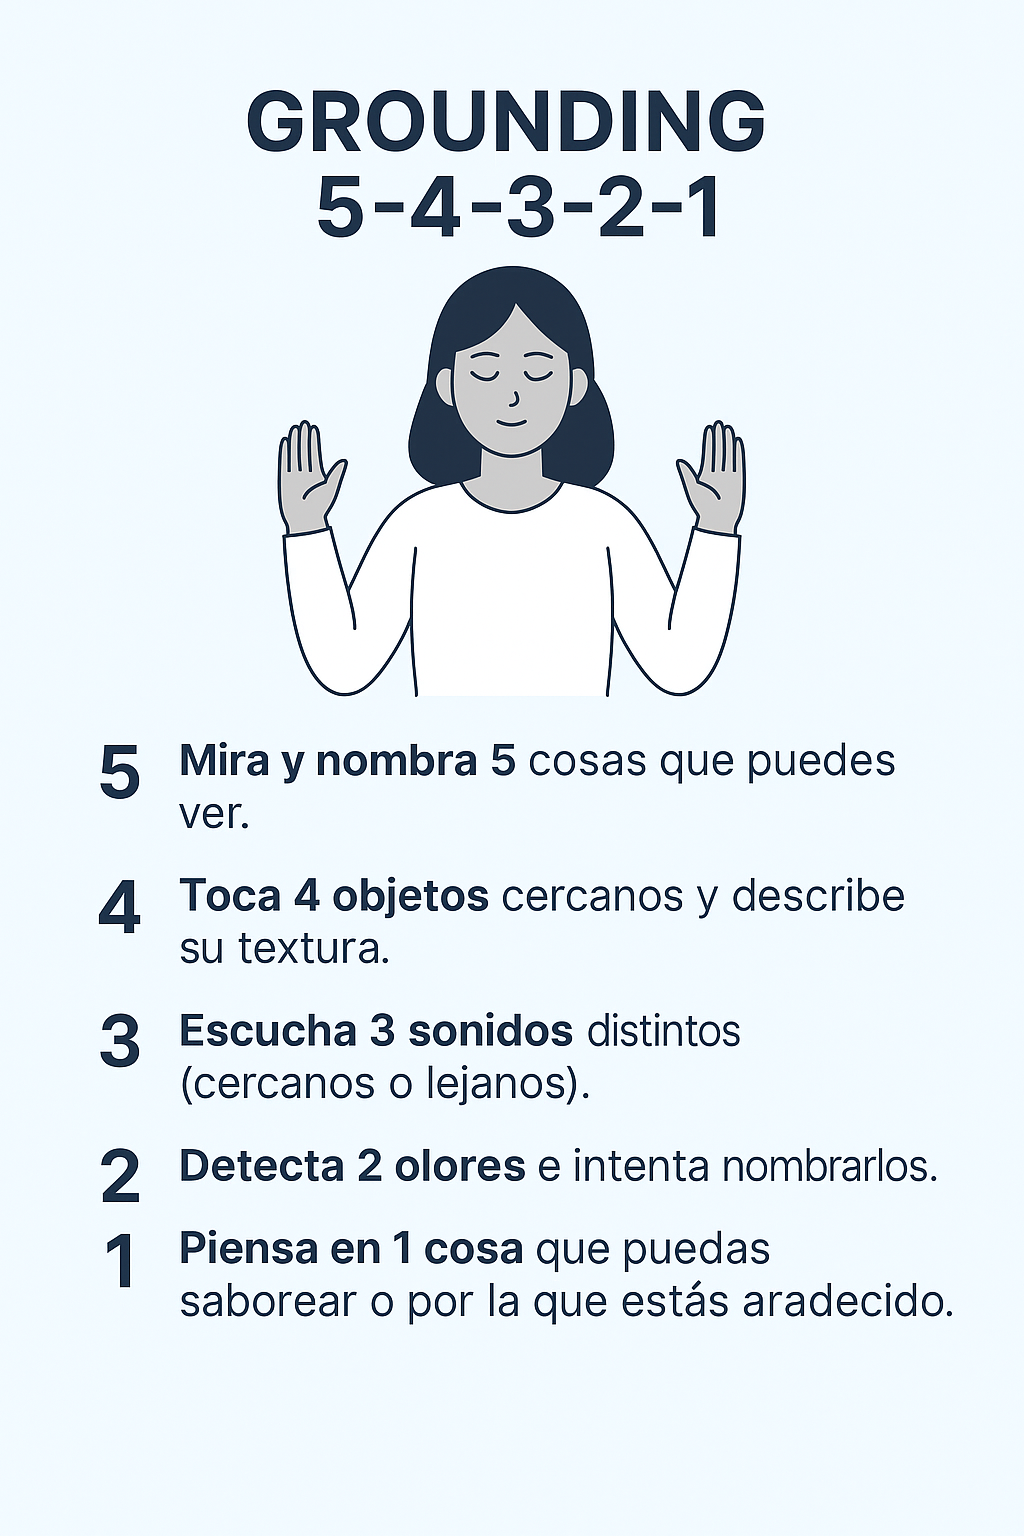 GROUNDING
5-4-3-2-1
5 Mira y nombra 5 cosas que puedes
ver.
4 Toca 4 objetos cercanos y describe
su textura.
3 Escucha 3 sonidos distintos
(cercanos o lejanos).
2 Detecta 2 olores e intenta nombrarlos.
1 Piensa en 1 cosa que puedas
saborear o por la que estás aradecido.